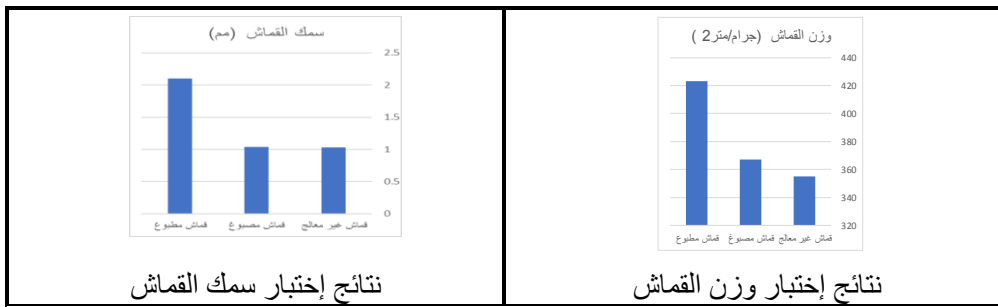 وزن القماش (جرام/متر2 )
440
420
400
380
360
340
320
قماش غير معالج قماش مصبوغ قماش مطبوع
نتائج إختبار وزن القماش
سمك القماش (مم)
2.5
2
1.5
1
0.5
0
قماش غير معالج قماش مصبوغ قماش مطبوع
نتائج إختبار سمك القماش